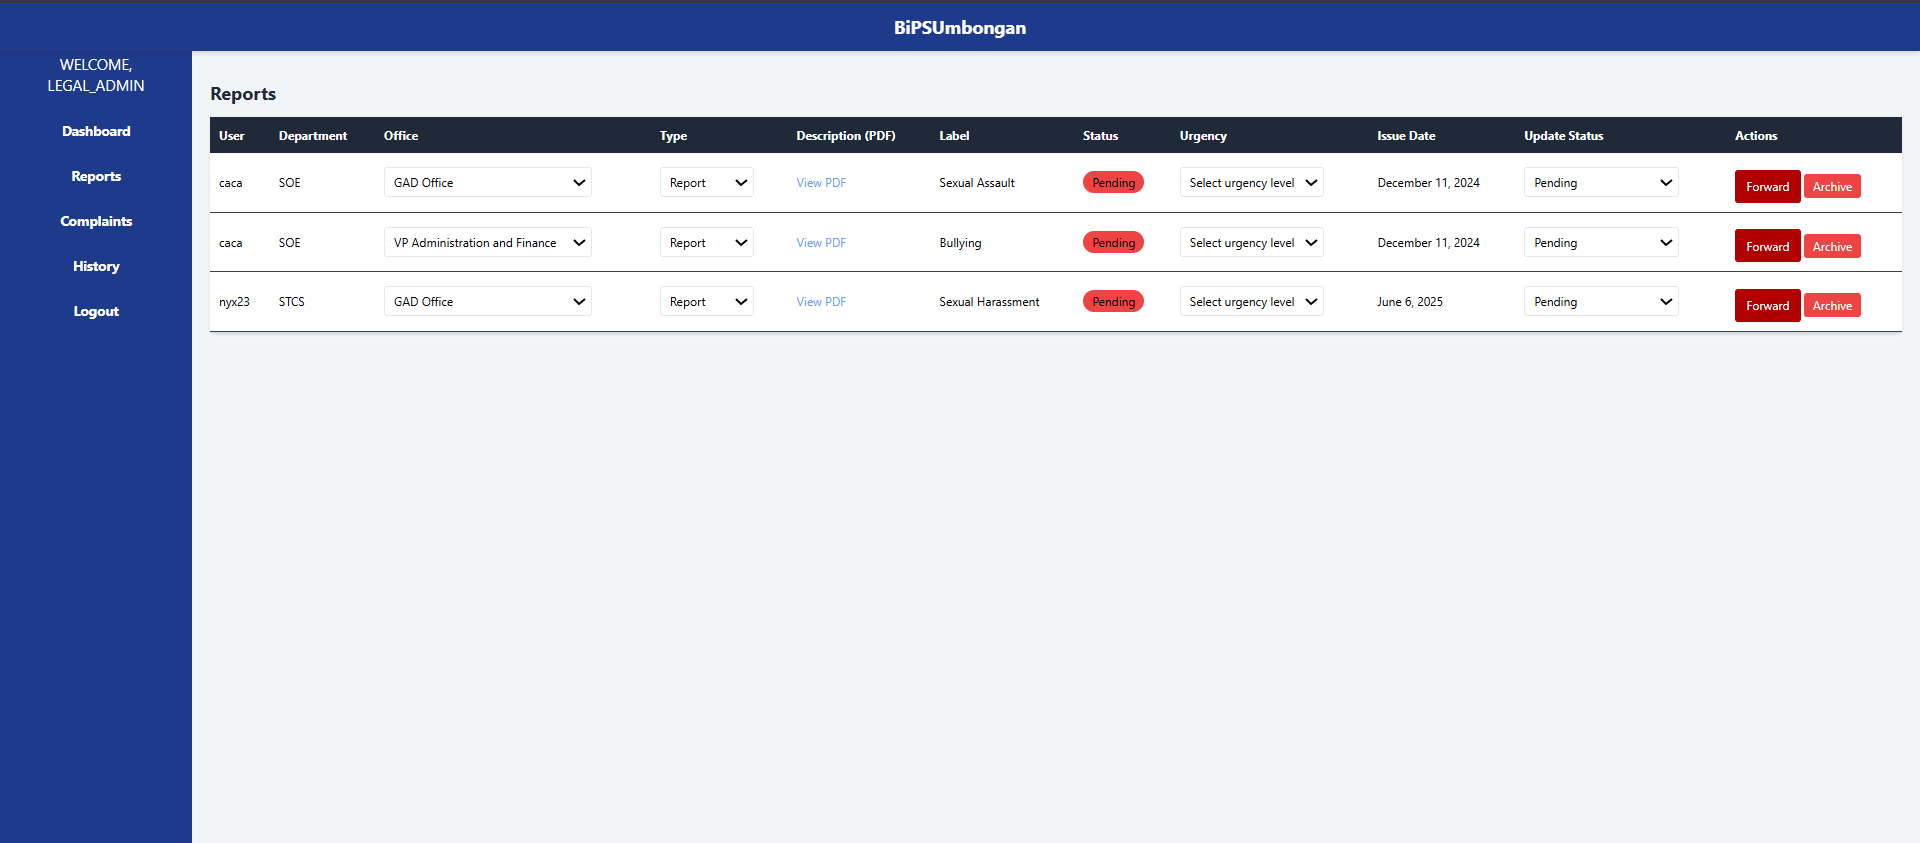 BiPSUmbongan
WELCOME,
LEGAL_ADMIN
Dashboard
Reports
Complaints
History
Logout
Reports
User Department Office Type Description (PDF) Label Status Urgency Issue Date Update Status Actions
caca SOE GAD Office Report View PDF Sexual Assault Pending Select urgency level December 11, 2024 Pending Forward Archive
caca SOE VP Administration and Finance Report View PDF Bullying Pending Select urgency level December 11, 2024 Pending Forward Archive
nyx23 STCS GAD Office Report View PDF Sexual Harassment Pending Select urgency level June 6, 2025 Pending Forward Archive